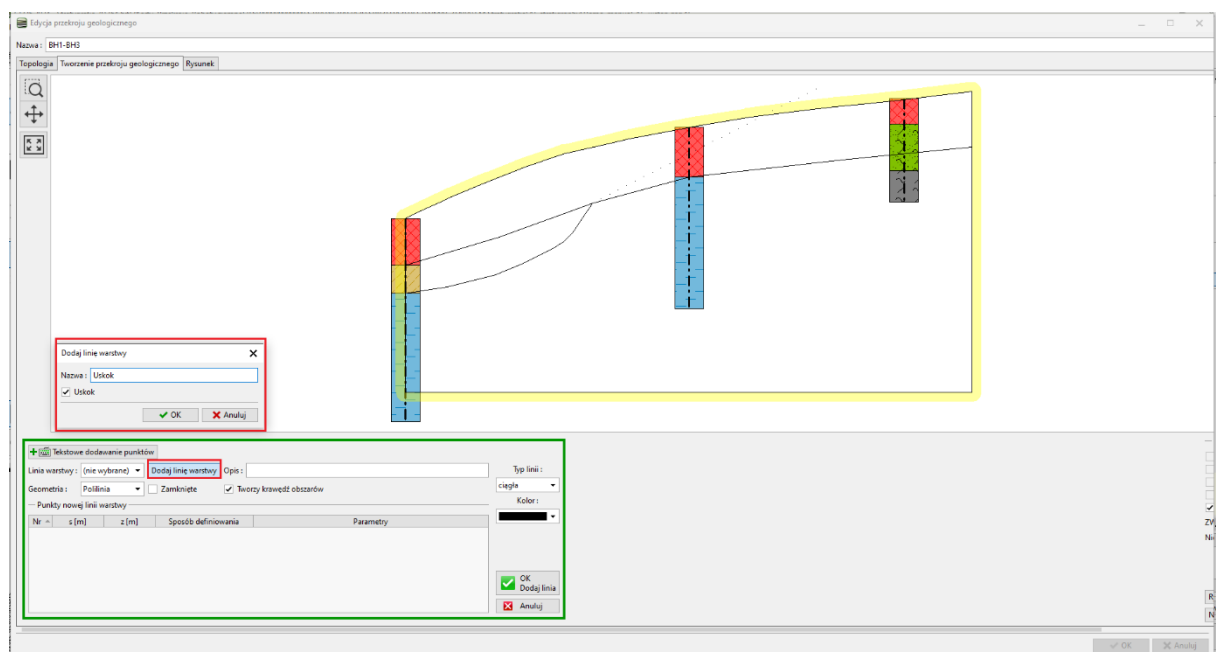 Edycja przekroju geologicznego
Nazwa : BH1-BH3
Topologia Tworzenie przekroju geologicznego Rysunek
Dodaj linię warstwy
Nazwa : Uskok
Uskok
OK Anuluj
Tekstowe dodawanie punktów
Linia warstwy : (nie wybrane) Dodaj linię warstwy Opis :
Typ linii :
Geometria : Polilinia Zamknięte Tworzy krawędź obszarów
ciągła
Punkty nowej linii warstwy
Kolor :
Nr s [m] z [m] Sposób definiowania Parametry
OK
Dodaj linia
Anuluj
OK Anuluj